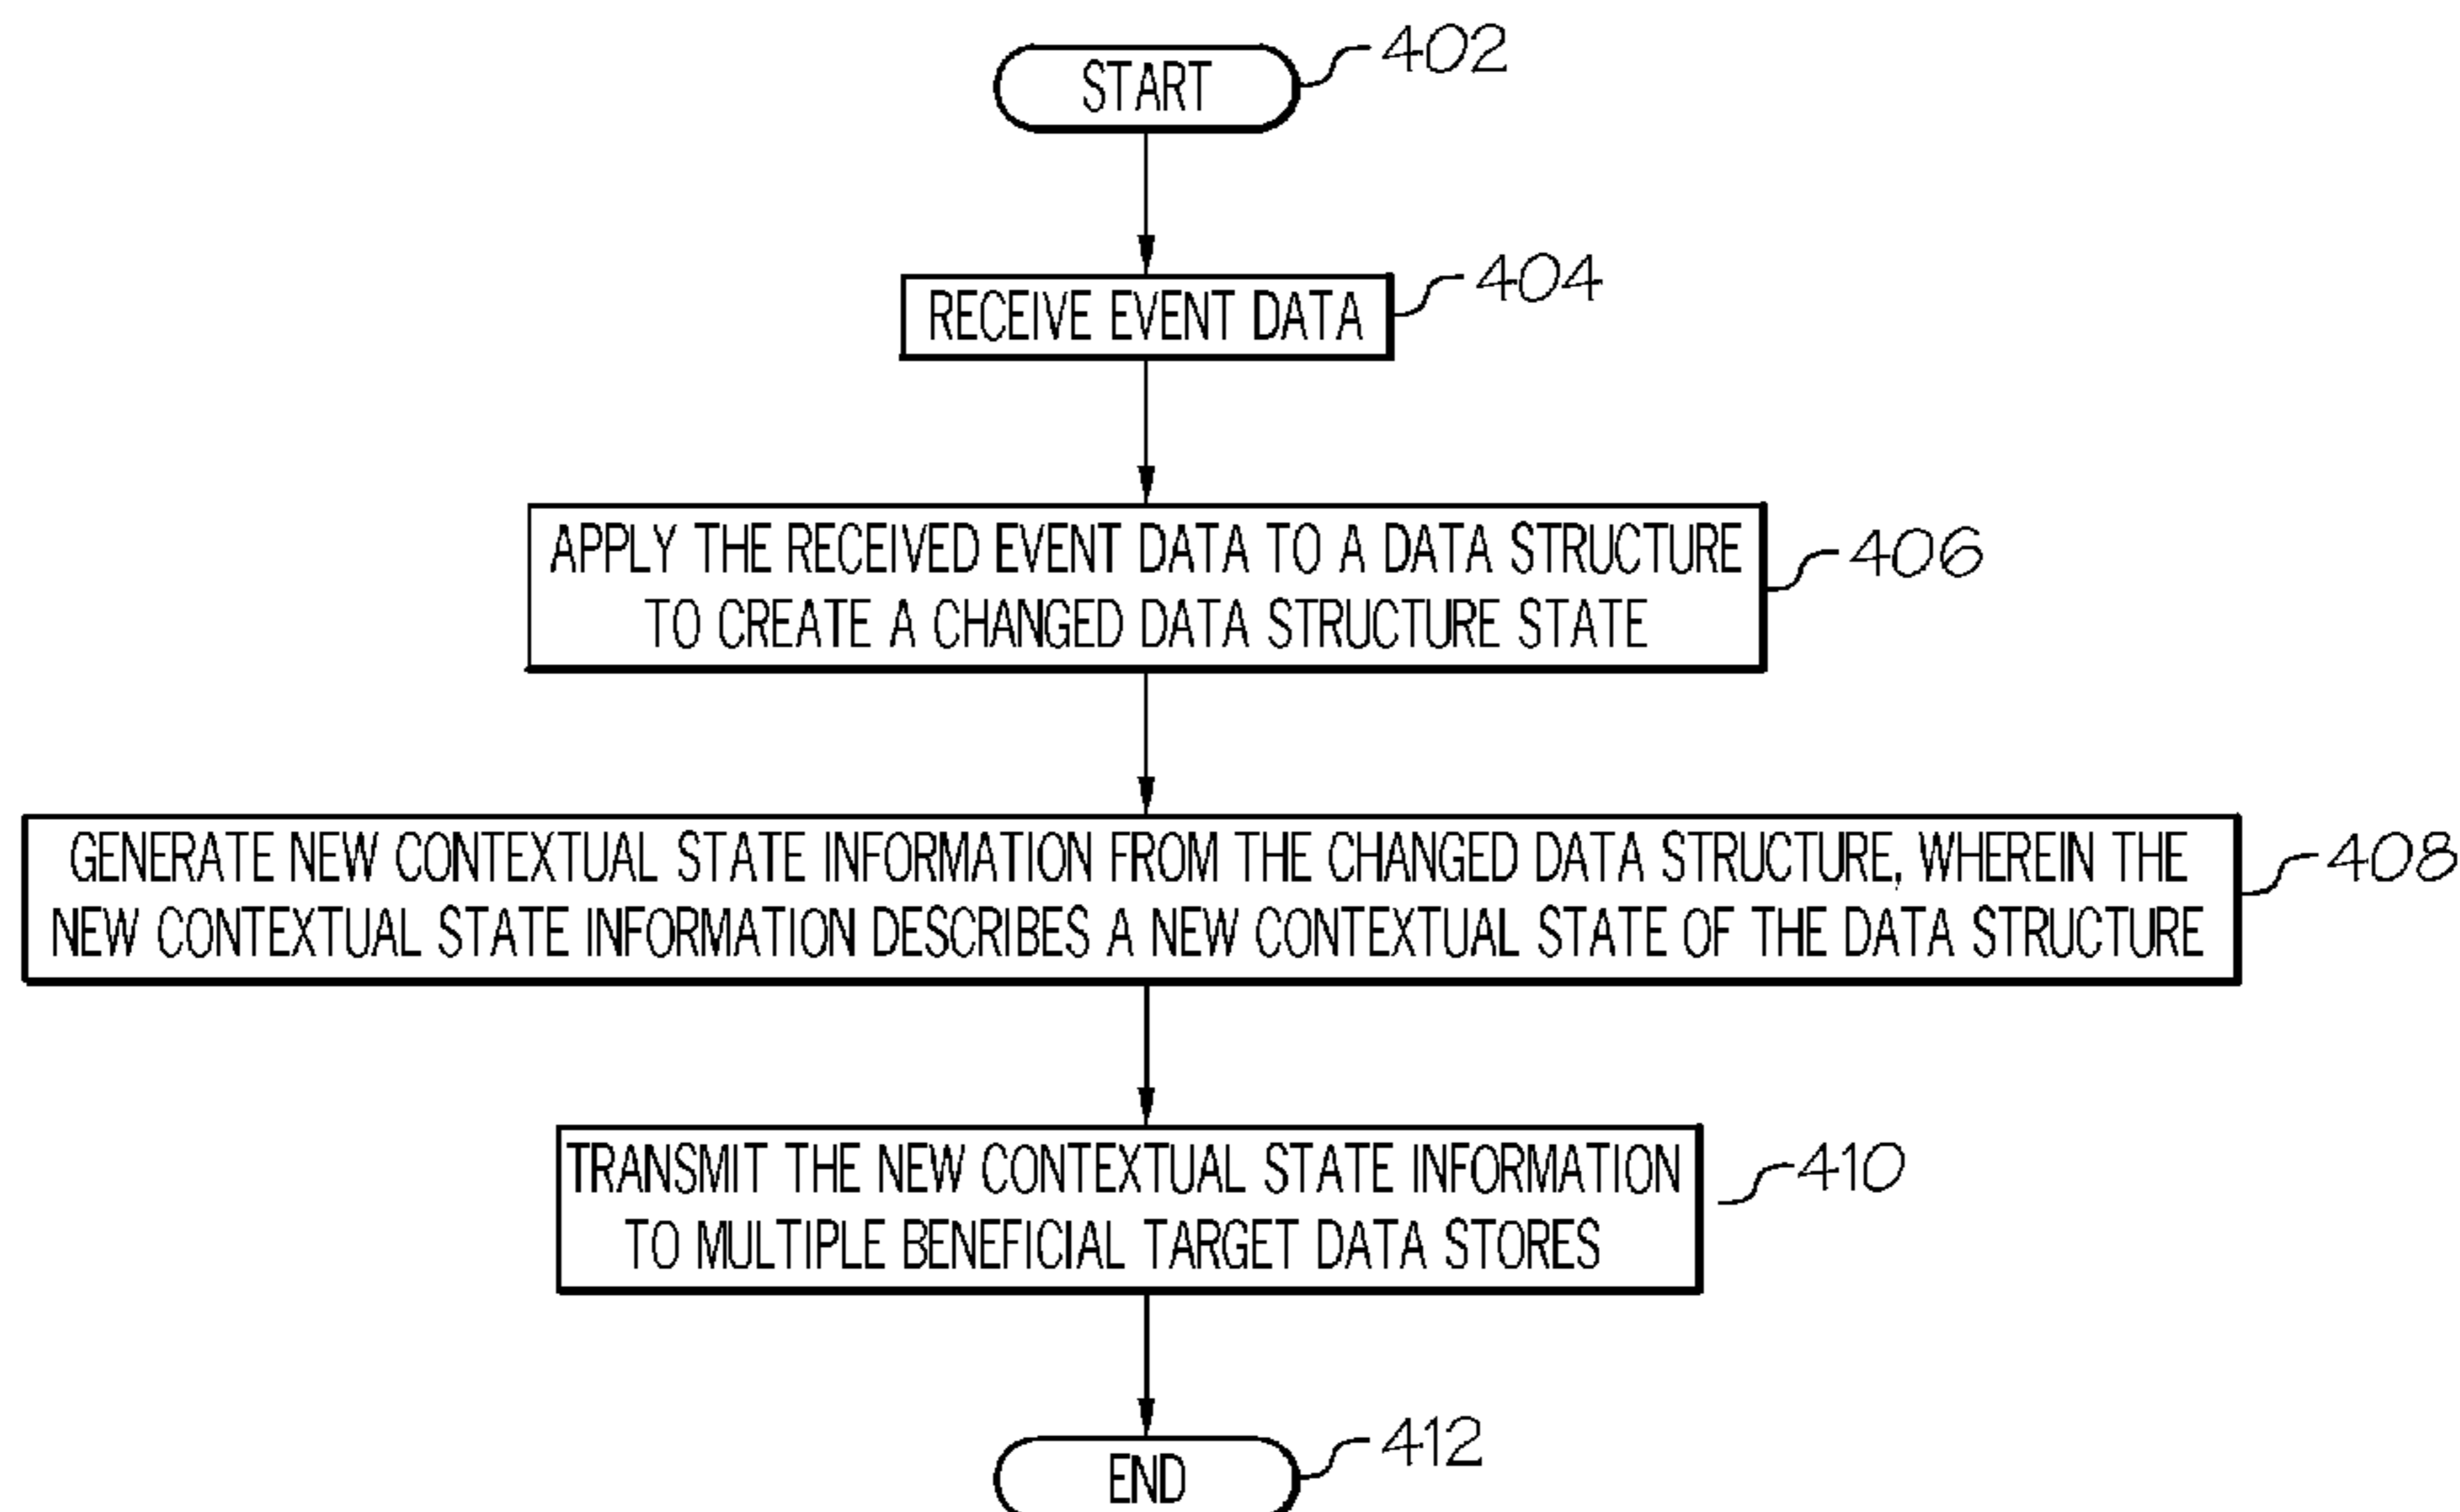 START
402
RECEIVE EVENT DATA
404
APPLY THE RECEIVED EVENT DATA TO A DATA STRUCTURE
TO CREATE A CHANGED DATA STRUCTURE STATE
406
GENERATE NEW CONTEXTUAL STATE INFORMATION FROM THE CHANGED DATA STRUCTURE, WHEREIN THE
NEW CONTEXTUAL STATE INFORMATION DESCRIBES A NEW CONTEXTUAL STATE OF THE DATA STRUCTURE
408
TRANSMIT THE NEW CONTEXTUAL STATE INFORMATION
TO MULTIPLE BENEFICIAL TARGET DATA STORES
410
END
412